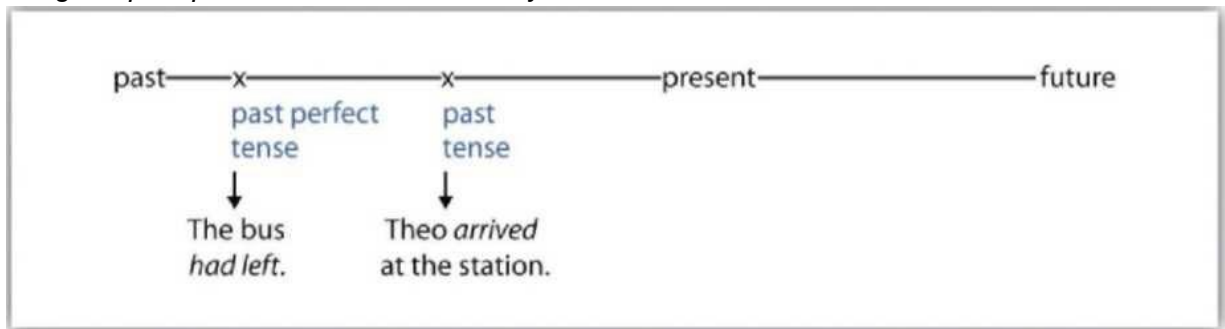 past x x present future
past perfect past
tense tense
The bus Theo arrived
had left. at the station.